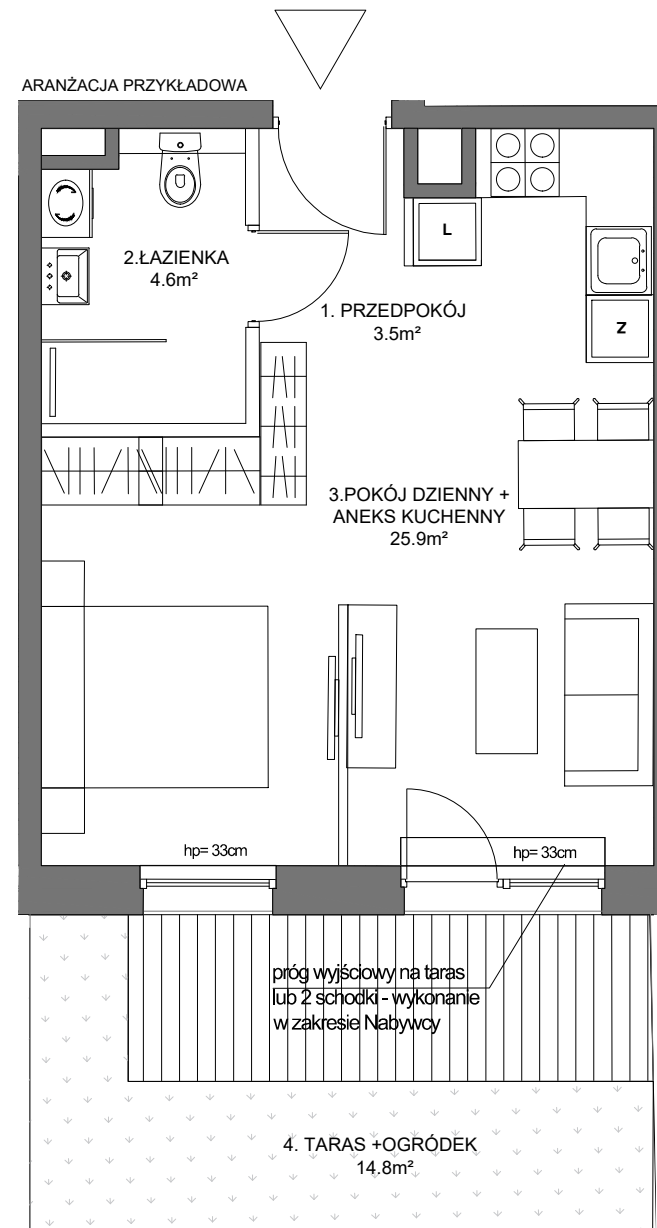 ARANŻACJA PRZYKŁADOWA
L
2.ŁAZIENKA
4.6m²
1. PRZEDPOKÓJ
3.5m²
Z
3.POKÓJ DZIENNY +
ANEKS KUCHENNY
25.9m²
hp= 33cm
hp= 33cm
próg wyjściowy na taras
lub 2 schodki - wykonanie
w zakresie Nabywcy
4. TARAS +OGRÓDEK
14.8m²